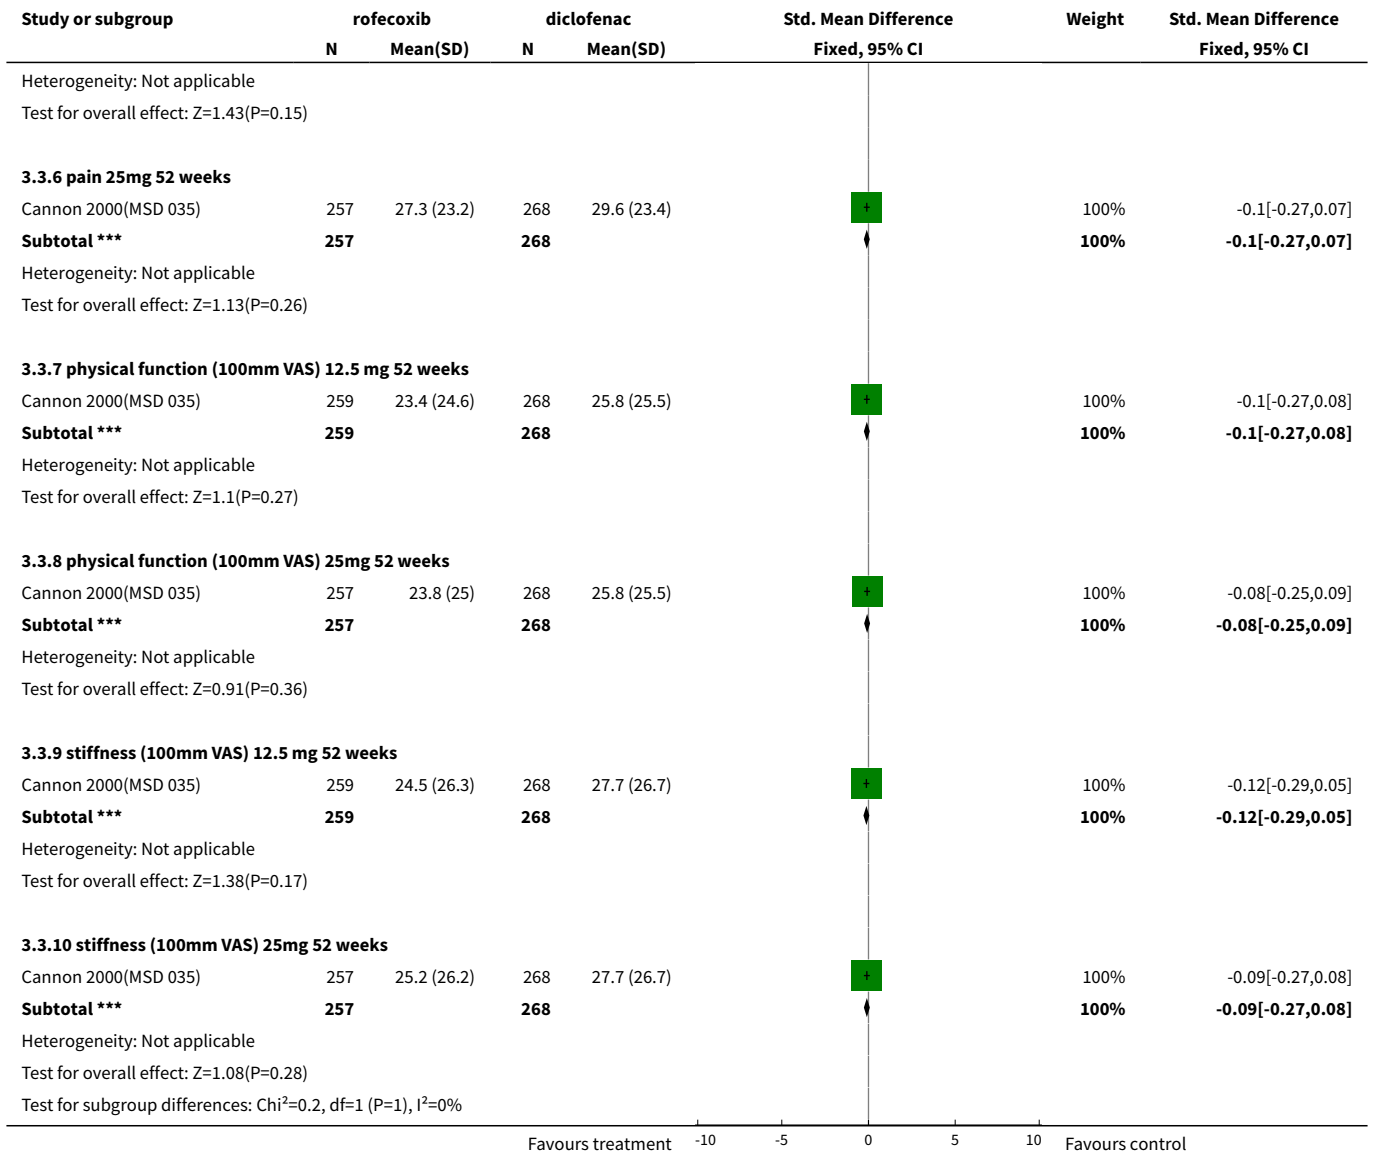 Study or subgroup rofecoxib diclofenac Std. Mean Difference Weight Std. Mean Difference
N Mean(SD) N Mean(SD) Fixed, 95% CI Fixed, 95% CI
Heterogeneity: Not applicable
Test for overall effect: Z=1.43(P=0.15)
3.3.6 pain 25mg 52 weeks
Cannon 2000(MSD 035) 257 27.3 (23.2) 268 29.6 (23.4) 100% -0.1[-0.27,0.07]
Subtotal *** 257 268 100% -0.1[-0.27,0.07]
Heterogeneity: Not applicable
Test for overall effect: Z=1.13(P=0.26)
3.3.7 physical function (100mm VAS) 12.5 mg 52 weeks
Cannon 2000(MSD 035) 259 23.4 (24.6) 268 25.8 (25.5) 100% -0.1[-0.27,0.08]
Subtotal *** 259 268 100% -0.1[-0.27,0.08]
Heterogeneity: Not applicable
Test for overall effect: Z=1.1(P=0.27)
3.3.8 physical function (100mm VAS) 25mg 52 weeks
Cannon 2000(MSD 035) 257 23.8 (25) 268 25.8 (25.5) 100% -0.08[-0.25,0.09]
Subtotal *** 257 268 100% -0.08[-0.25,0.09]
Heterogeneity: Not applicable
Test for overall effect: Z=0.91(P=0.36)
3.3.9 stiffness (100mm VAS) 12.5 mg 52 weeks
Cannon 2000(MSD 035) 259 24.5 (26.3) 268 27.7 (26.7) 100% -0.12[-0.29,0.05]
Subtotal *** 259 268 100% -0.12[-0.29,0.05]
Heterogeneity: Not applicable
Test for overall effect: Z=1.38(P=0.17)
3.3.10 stiffness (100mm VAS) 25mg 52 weeks
Cannon 2000(MSD 035) 257 25.2 (26.2) 268 27.7 (26.7) 100% -0.09[-0.27,0.08]
Subtotal *** 257 268 100% -0.09[-0.27,0.08]
Heterogeneity: Not applicable
Test for overall effect: Z=1.08(P=0.28)
Test for subgroup differences: Chi²=0.2, df=1 (P=1), I²=0%
Favours treatment -10 -5 0 5 10 Favours control